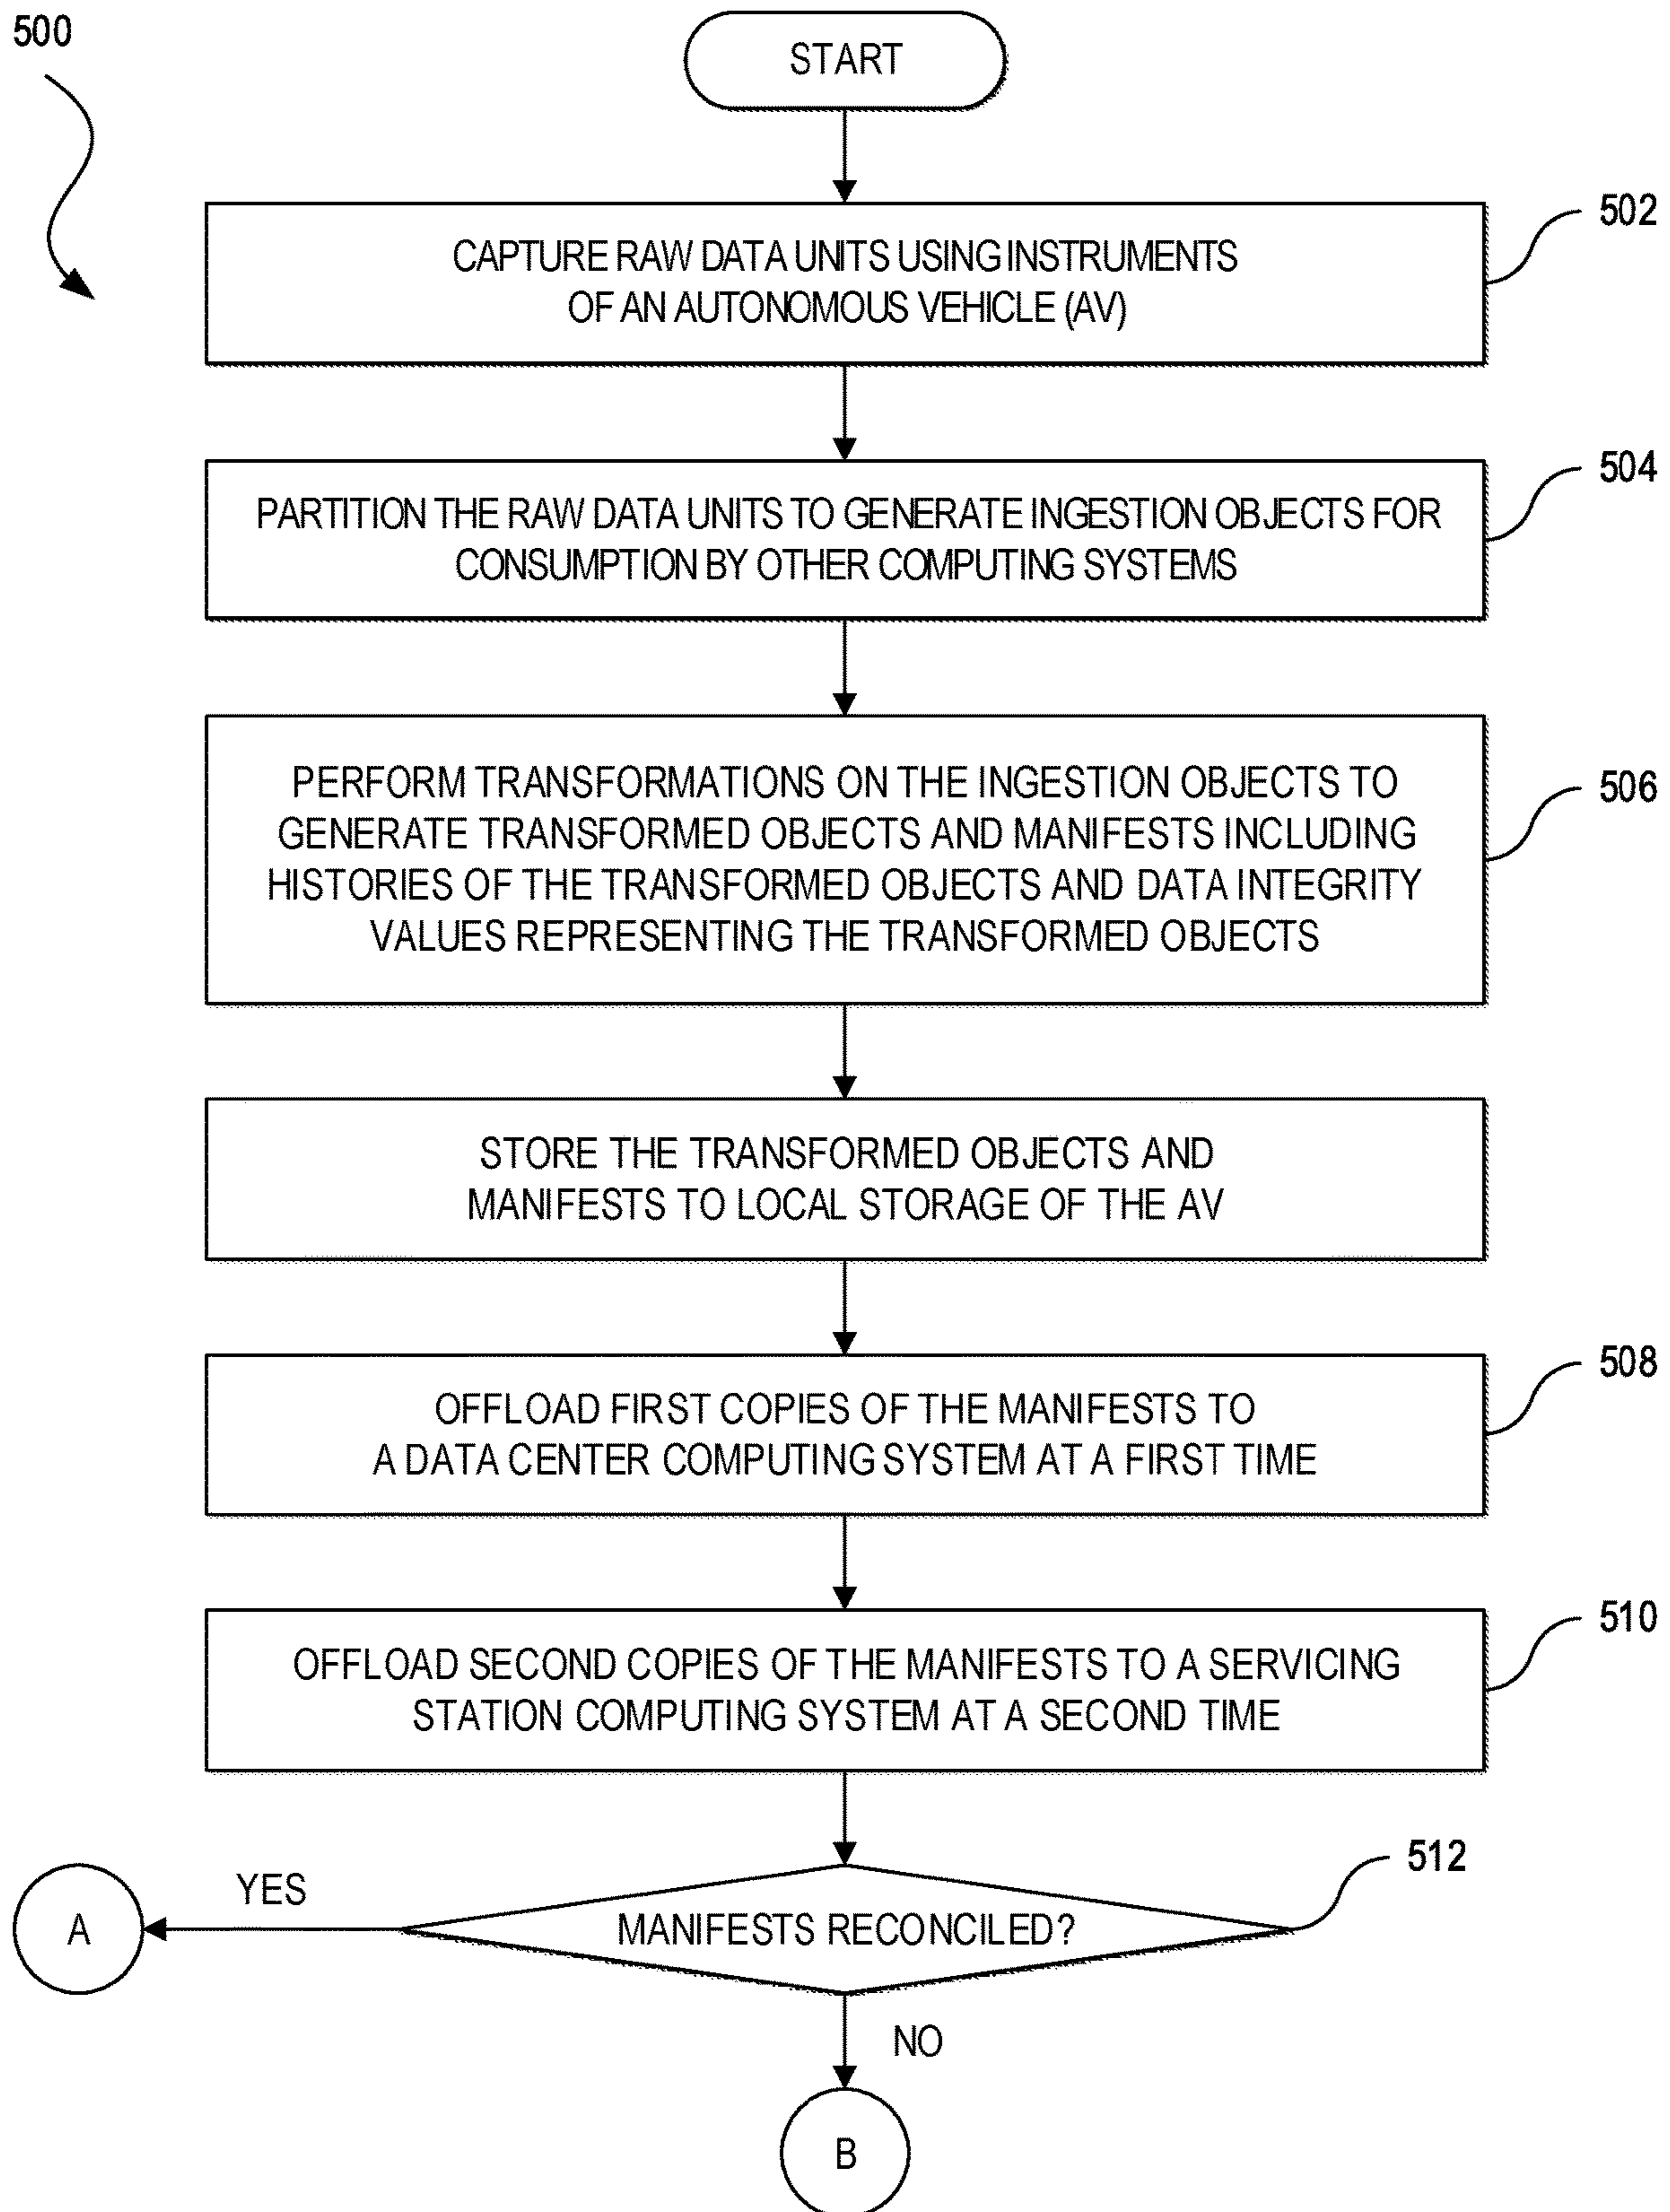 500
START
502
CAPTURE RAW DATA UNITS USING INSTRUMENTS
OF AN AUTONOMOUS VEHICLE (AV)
504
PARTITION THE RAW DATA UNITS TO GENERATE INGESTION OBJECTS FOR
CONSUMPTION BY OTHER COMPUTING SYSTEMS
506
PERFORM TRANSFORMATIONS ON THE INGESTION OBJECTS TO
GENERATE TRANSFORMED OBJECTS AND MANIFESTS INCLUDING
HISTORIES OF THE TRANSFORMED OBJECTS AND DATA INTEGRITY
VALUES REPRESENTING THE TRANSFORMED OBJECTS
STORE THE TRANSFORMED OBJECTS AND
MANIFESTS TO LOCAL STORAGE OF THE AV
508
OFFLOAD FIRST COPIES OF THE MANIFESTS TO
A DATA CENTER COMPUTING SYSTEM AT A FIRST TIME
510
OFFLOAD SECOND COPIES OF THE MANIFESTS TO A SERVICING
STATION COMPUTING SYSTEM AT A SECOND TIME
512
MANIFESTS RECONCILED?
YES
A
NO
B